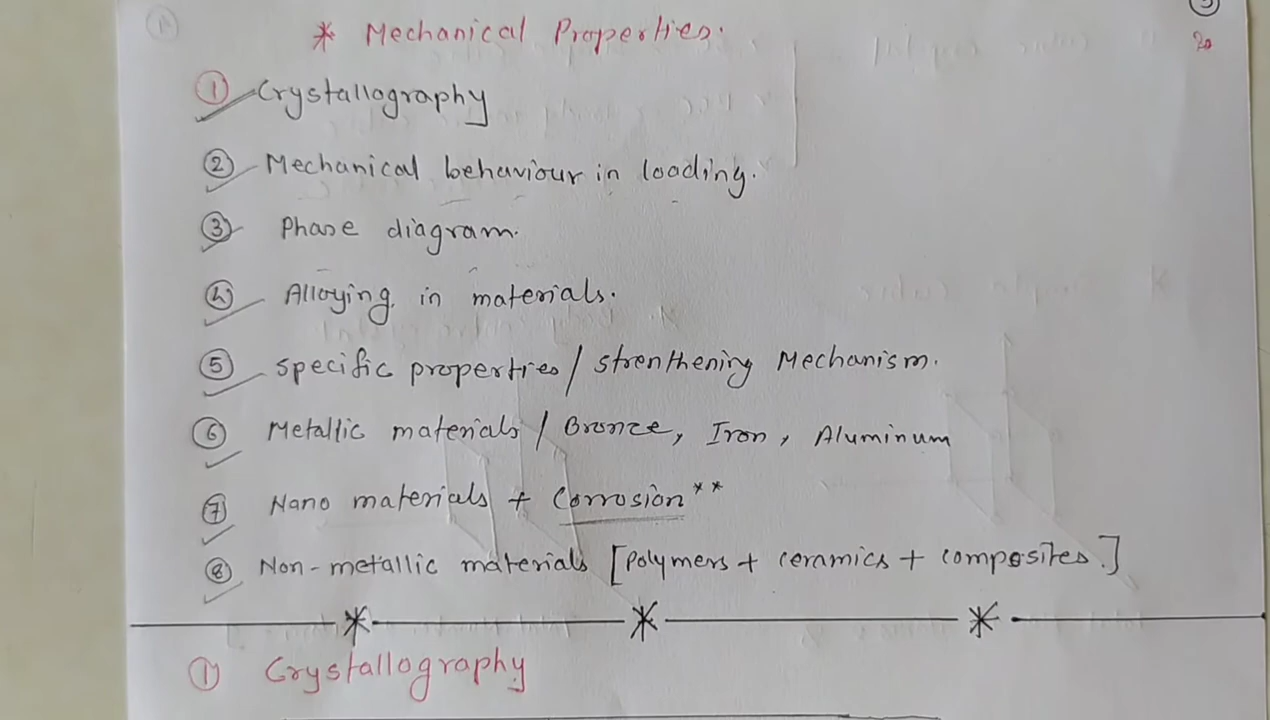 * Mechanical Properties.
① Crystallography
② Mechanical behaviour in loading.
③ Phase diagram.
④ Alloying in materials.
⑤ Specific properties / strenthening Mechanism.
⑥ Metallic materials / Bronze, Iron, Aluminum
⑦ Nano materials + Corrosion**
⑧ Non-metallic materials [Polymers + ceramics + composites.]
① Crystallography